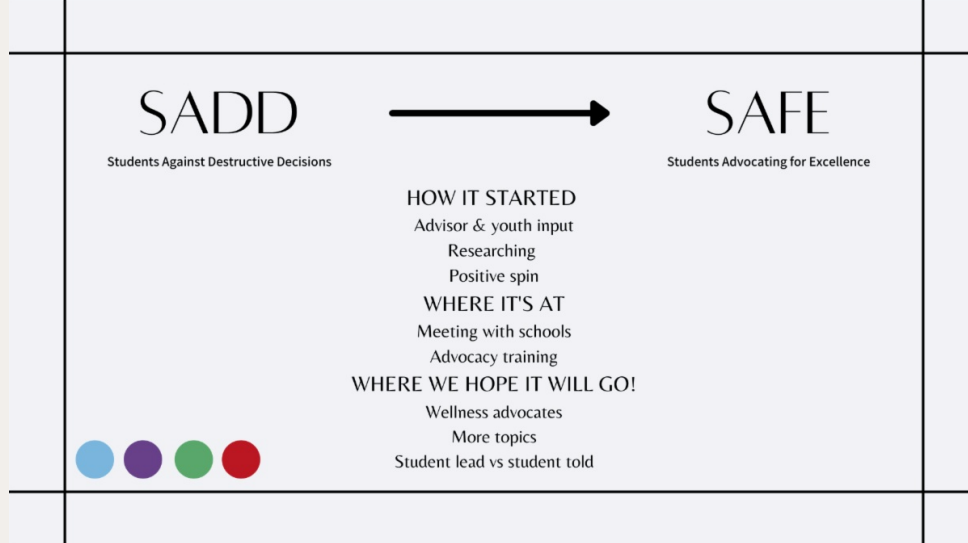 SADD
Students Against Destructive Decisions
SAFE
Students Advocating for Excellence
HOW IT STARTED
Advisor & youth input
Researching
Positive spin
WHERE IT'S AT
Meeting with schools
Advocacy training
WHERE WE HOPE IT WILL GO!
Wellness advocates
More topics
Student lead vs student told